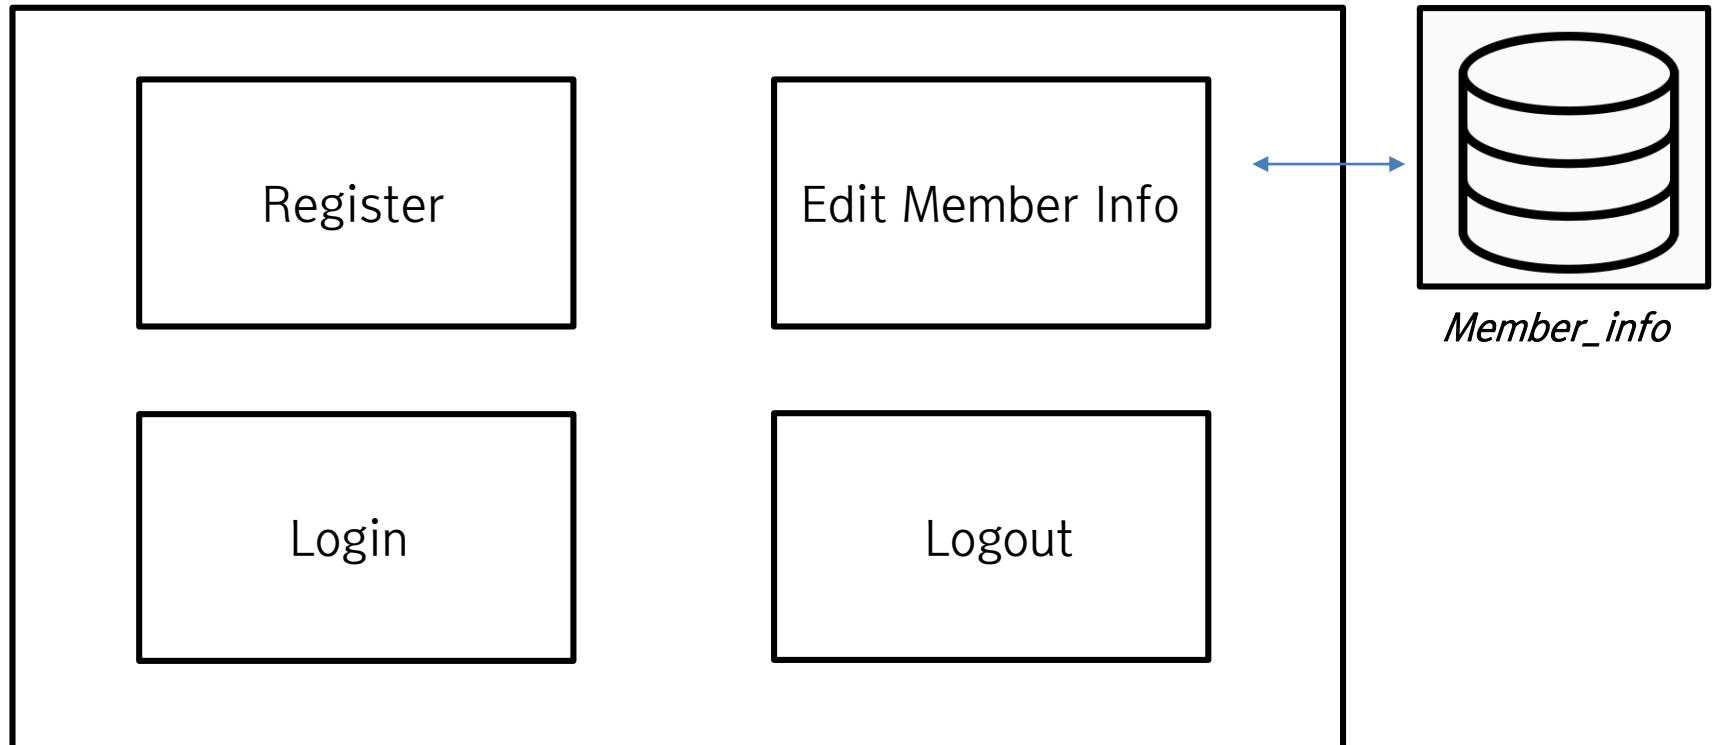 Register
Edit Member Info
Member_info
Login
Logout